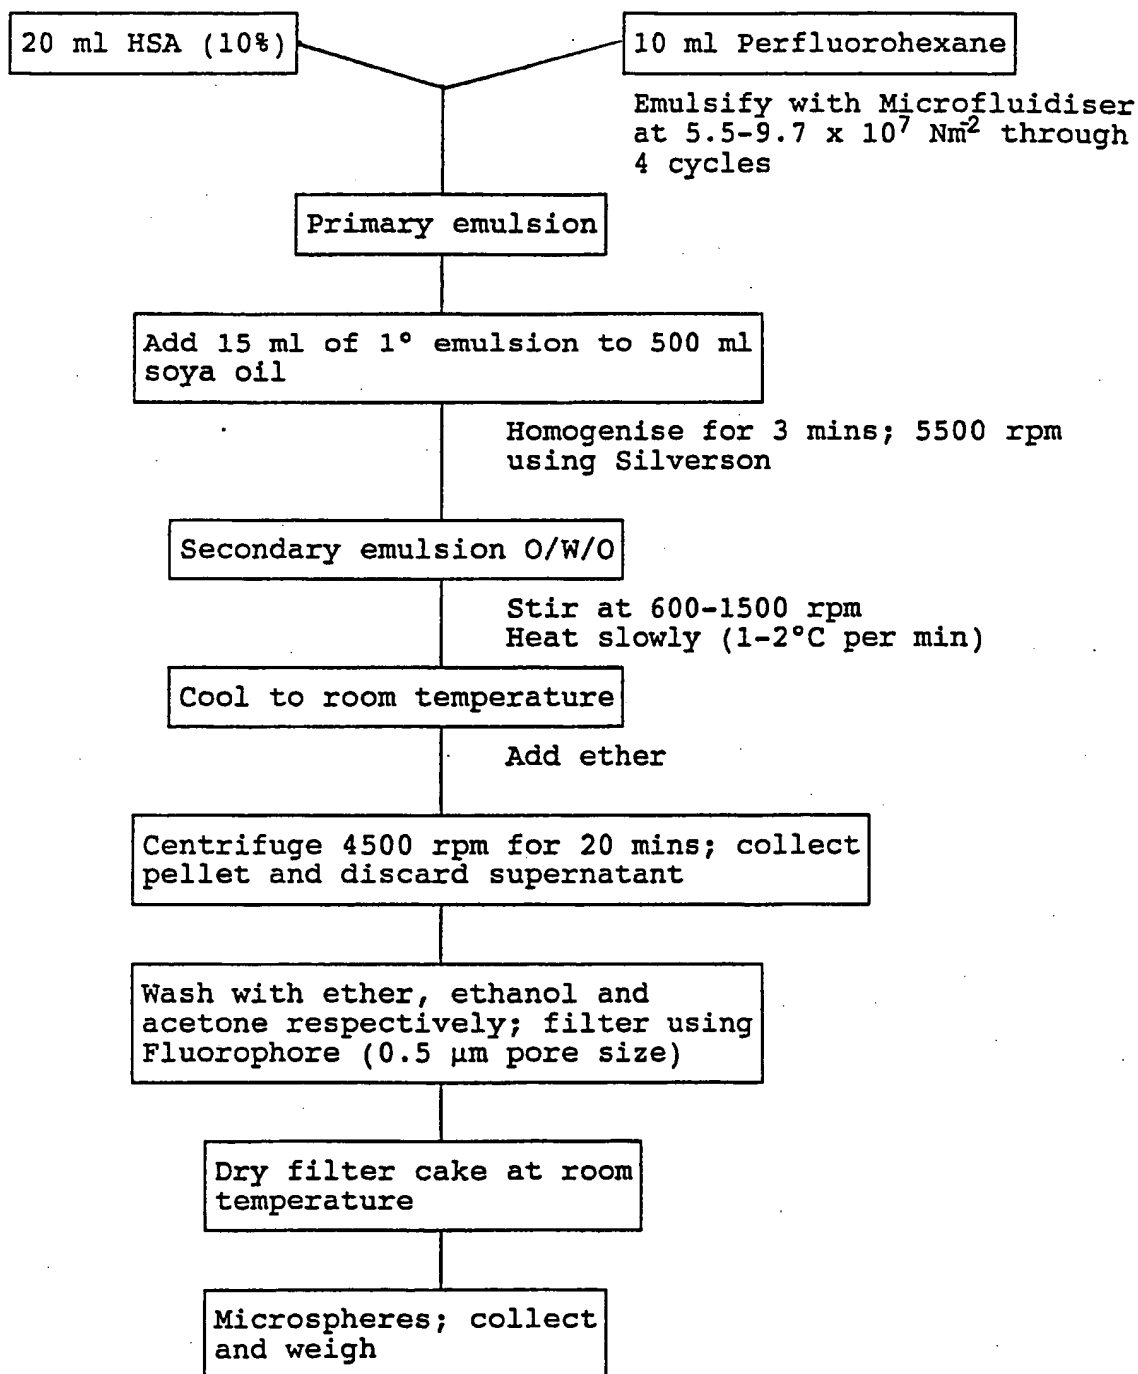 20 ml HSA (10%)
10 ml Perfluorohexane
Emulsify with Microfluidiser
at 5.5-9.7 x 10⁷ Nm⁻² through
4 cycles
Primary emulsion
Add 15 ml of 1° emulsion to 500 ml
soya oil
Homogenise for 3 mins; 5500 rpm
using Silverson
Secondary emulsion O/W/O
Stir at 600-1500 rpm
Heat slowly (1-2°C per min)
Cool to room temperature
Add ether
Centrifuge 4500 rpm for 20 mins; collect
pellet and discard supernatant
Wash with ether, ethanol and
acetone respectively; filter using
Fluorophore (0.5 µm pore size)
Dry filter cake at room
temperature
Microspheres; collect
and weigh